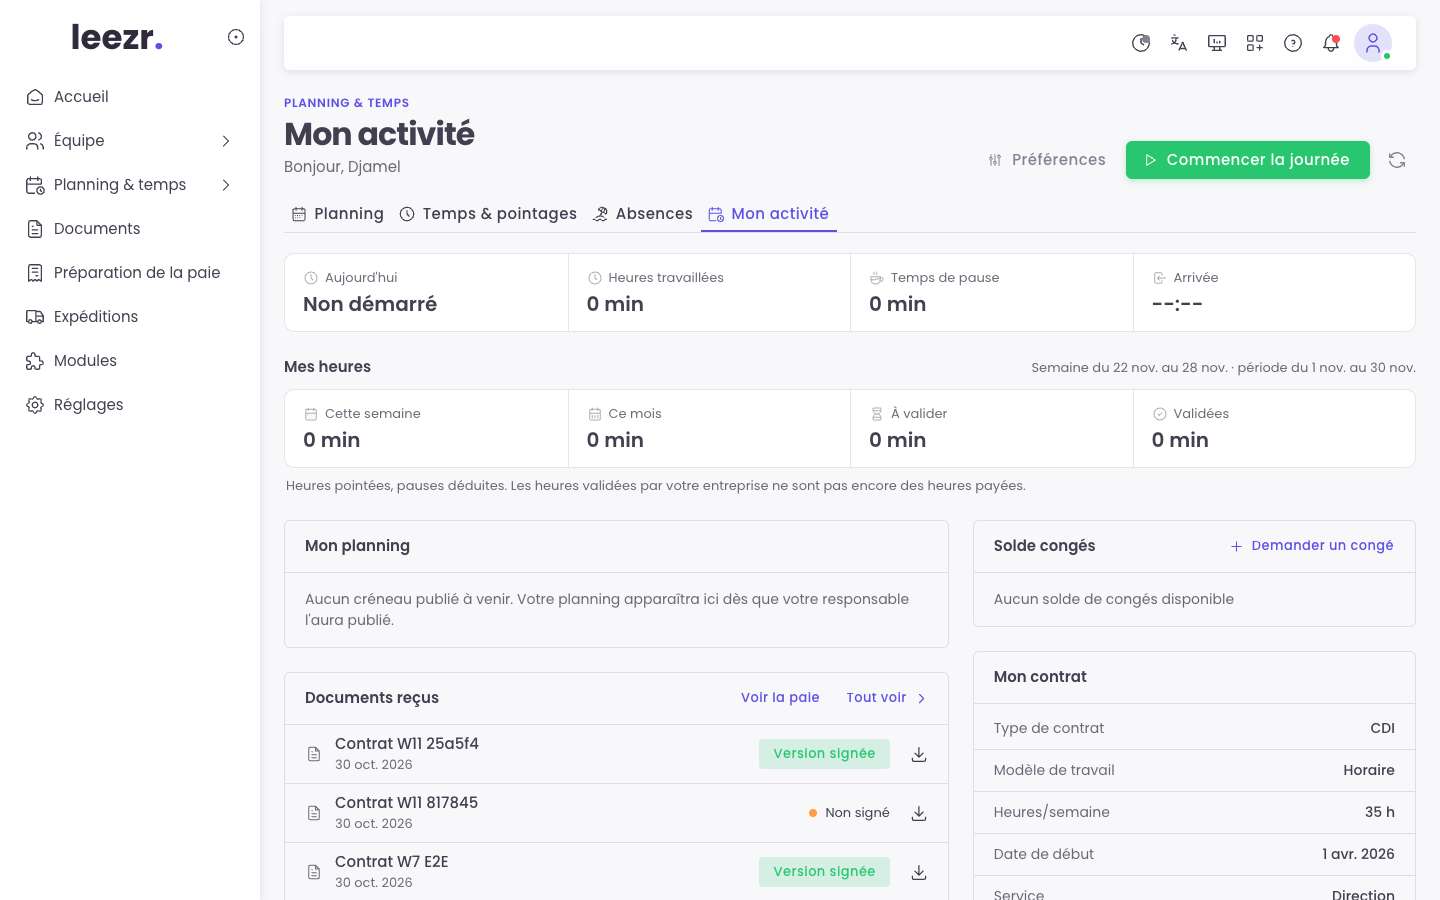 leezr.
Accueil
Équipe
Planning & temps
Documents
Préparation de la paie
Expéditions
Modules
Réglages
PLANNING & TEMPS
Mon activité
Bonjour, Djamel
Préférences
Commencer la journée
Planning
Temps & pointages
Absences
Mon activité
Aujourd'hui
Non démarré
Heures travaillées
0 min
Temps de pause
0 min
Arrivée
--:--
Mes heures
Semaine du 22 nov. au 28 nov. · période du 1 nov. au 30 nov.
Cette semaine
0 min
Ce mois
0 min
À valider
0 min
Validées
0 min
Heures pointées, pauses déduites. Les heures validées par votre entreprise ne sont pas encore des heures payées.
Mon planning
Aucun créneau publié à venir. Votre planning apparaîtra ici dès que votre responsable
l'aura publié.
Documents reçus
Voir la paie
Tout voir
Contrat W11 25a5f4
30 oct. 2026
Version signée
Contrat W11 817845
30 oct. 2026
Non signé
Contrat W7 E2E
30 oct. 2026
Version signée
Solde congés
Demander un congé
Aucun solde de congés disponible
Mon contrat
Type de contrat
CDI
Modèle de travail
Horaire
Heures/semaine
35 h
Date de début
1 avr. 2026
Service
Direction